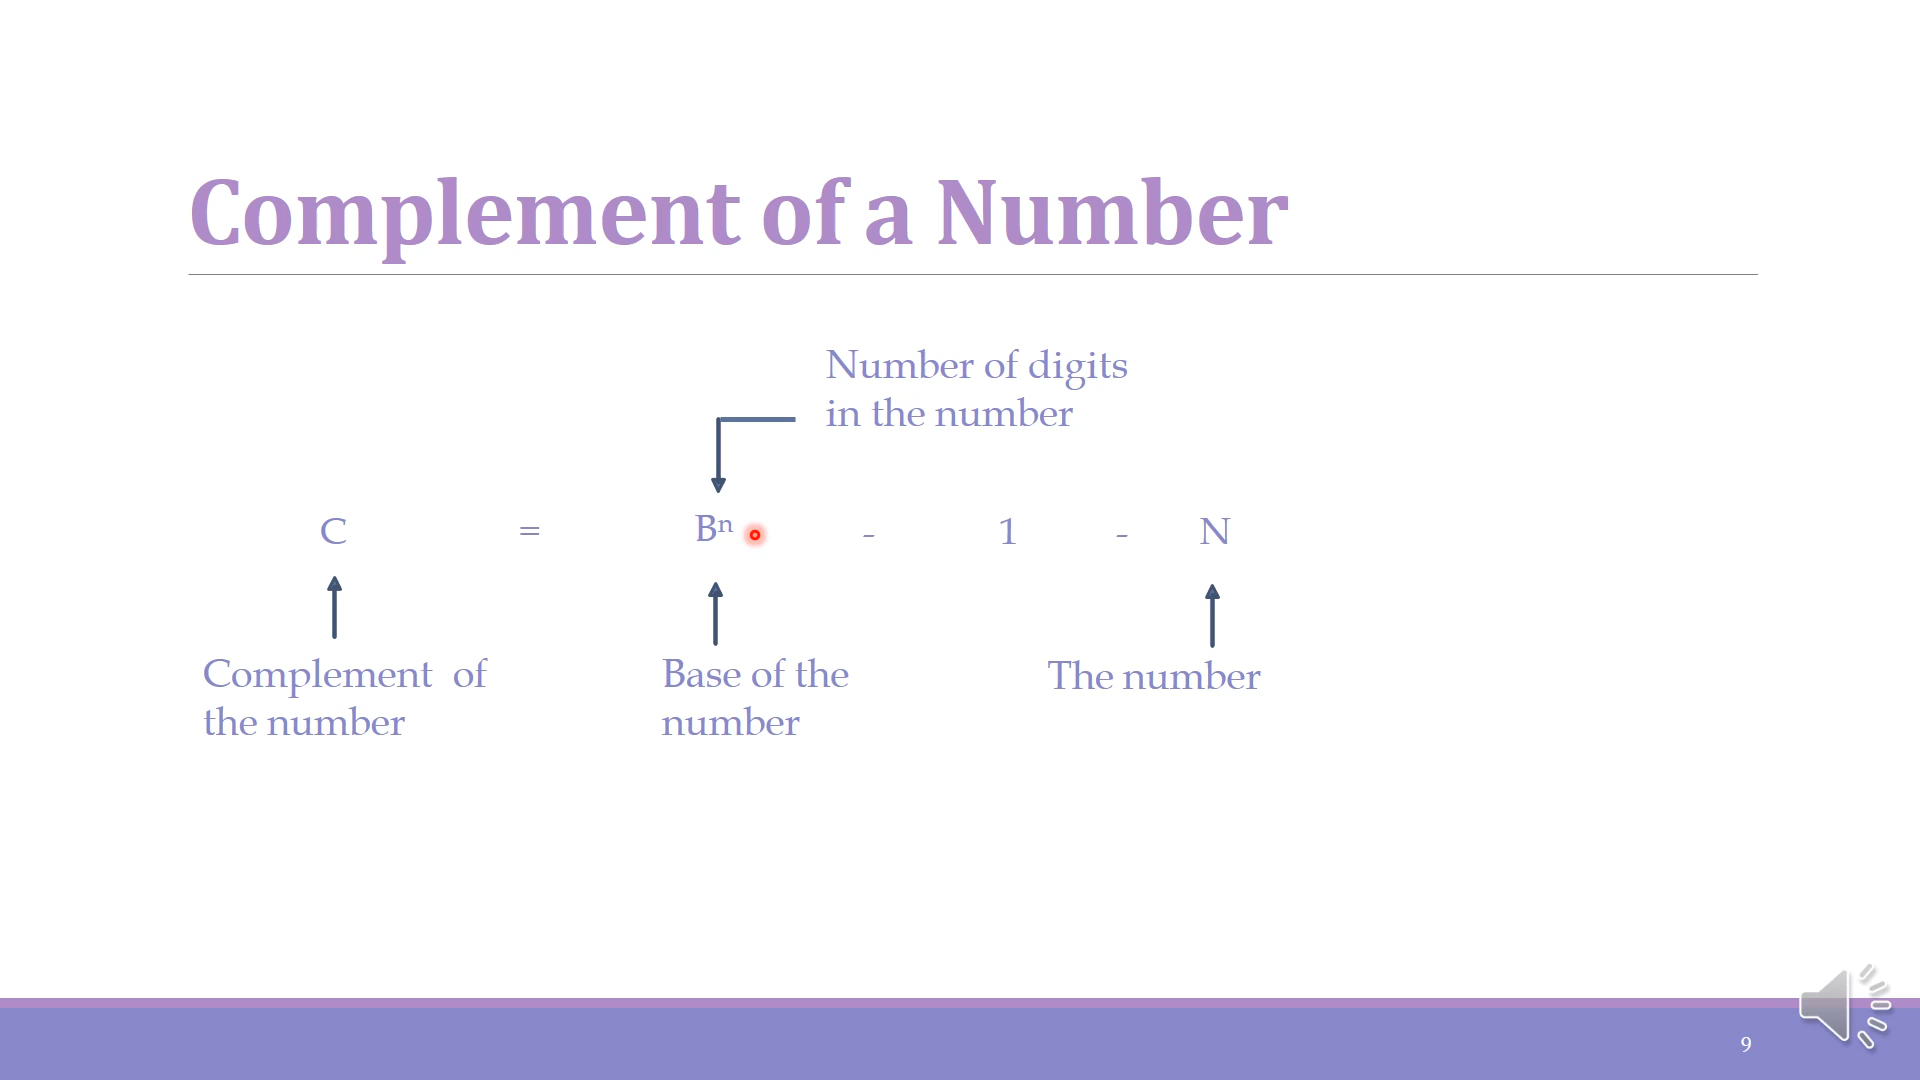 Complement of a Number
Number of digits
in the number
C = Bⁿ - 1 - N
Complement of
the number
Base of the
number
The number
9